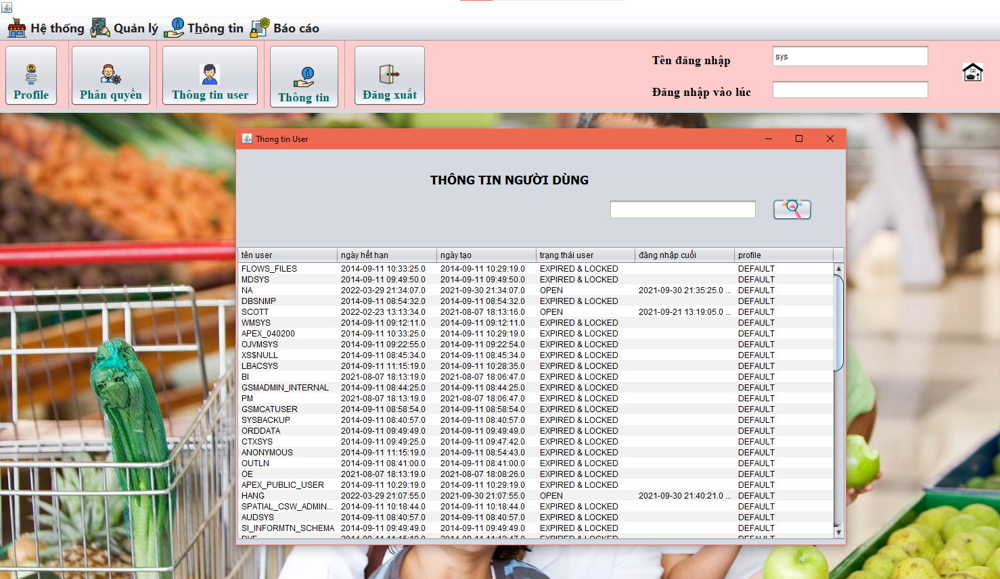 Hệ thống Quản lý Thông tin Báo cáo
Profile Phân quyền Thông tin user Thông tin Đăng xuất
Tên đăng nhập sys
Đăng nhập vào lúc
Thong tin User
THÔNG TIN NGƯỜI DÙNG
tên user ngày hết hạn ngày tạo trạng thái user đăng nhập cuối profile
FLOWS_FILES 2014-09-11 10:33:25.0 2014-09-11 10:29:19.0 EXPIRED & LOCKED DEFAULT
MDSYS 2014-09-11 09:49:50.0 2014-09-11 09:49:50.0 EXPIRED & LOCKED DEFAULT
NA 2022-03-29 21:34:07.0 2021-09-30 21:34:07.0 OPEN 2021-09-30 21:35:25.0 ... DEFAULT
DBSNMP 2014-09-11 08:54:32.0 2014-09-11 08:54:32.0 EXPIRED & LOCKED DEFAULT
SCOTT 2022-02-23 13:13:34.0 2021-08-07 18:13:16.0 OPEN 2021-09-21 13:19:05.0 ... DEFAULT
WMSYS 2014-09-11 09:12:11.0 2014-09-11 09:12:11.0 EXPIRED & LOCKED DEFAULT
APEX_040200 2014-09-11 10:33:25.0 2014-09-11 10:29:19.0 EXPIRED & LOCKED DEFAULT
OJVMSYS 2014-09-11 09:22:55.0 2014-09-11 09:22:54.0 EXPIRED & LOCKED DEFAULT
XS$NULL 2014-09-11 08:45:34.0 2014-09-11 08:45:34.0 EXPIRED & LOCKED DEFAULT
LBACSYS 2014-09-11 11:15:19.0 2014-09-11 10:28:35.0 EXPIRED & LOCKED DEFAULT
BI 2021-08-07 18:13:19.0 2021-08-07 18:06:47.0 EXPIRED & LOCKED DEFAULT
GSMADMIN_INTERNAL 2014-09-11 08:44:25.0 2014-09-11 08:44:25.0 EXPIRED & LOCKED DEFAULT
PM 2021-08-07 18:13:19.0 2021-08-07 18:06:47.0 EXPIRED & LOCKED DEFAULT
GSMCATUSER 2014-09-11 08:58:54.0 2014-09-11 08:58:54.0 EXPIRED & LOCKED DEFAULT
SYSBACKUP 2014-09-11 08:40:57.0 2014-09-11 08:40:57.0 EXPIRED & LOCKED DEFAULT
ORDDATA 2014-09-11 09:49:49.0 2014-09-11 09:49:49.0 EXPIRED & LOCKED DEFAULT
CTXSYS 2014-09-11 09:49:25.0 2014-09-11 09:47:42.0 EXPIRED & LOCKED DEFAULT
ANONYMOUS 2014-09-11 11:15:19.0 2014-09-11 08:54:43.0 EXPIRED & LOCKED DEFAULT
OUTLN 2014-09-11 08:41:00.0 2014-09-11 08:41:00.0 EXPIRED & LOCKED DEFAULT
OE 2021-08-07 18:13:19.0 2021-08-07 18:08:26.0 EXPIRED & LOCKED DEFAULT
APEX_PUBLIC_USER 2014-09-11 10:29:19.0 2014-09-11 10:29:19.0 EXPIRED & LOCKED DEFAULT
HANG 2022-03-29 21:07:55.0 2021-09-30 21:07:55.0 OPEN 2021-09-30 21:40:21.0 ... DEFAULT
SPATIAL_CSW_ADMIN... 2014-09-11 10:18:44.0 2014-09-11 10:18:44.0 EXPIRED & LOCKED DEFAULT
AUDSYS 2014-09-11 08:40:57.0 2014-09-11 08:40:57.0 EXPIRED & LOCKED DEFAULT
SI_INFORMTN_SCHEMA 2014-09-11 09:49:49.0 2014-09-11 09:49:49.0 EXPIRED & LOCKED DEFAULT